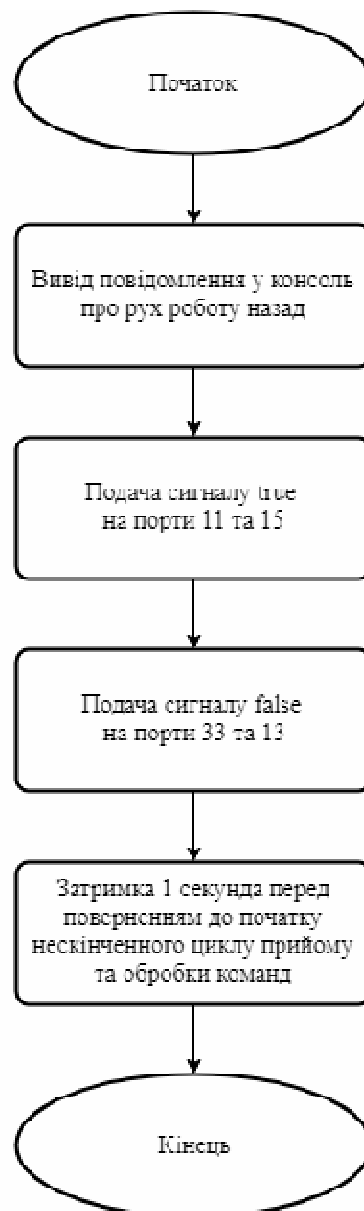 Початок
Вивід повідомлення у консоль
про рух роботу назад
Подача сигналу true
на порти 11 та 15
Подача сигналу false
на порти 33 та 13
Затримка 1 секунда перед
поверненням до початку
нескінченного циклу прийому
та обробки команд
Кінець